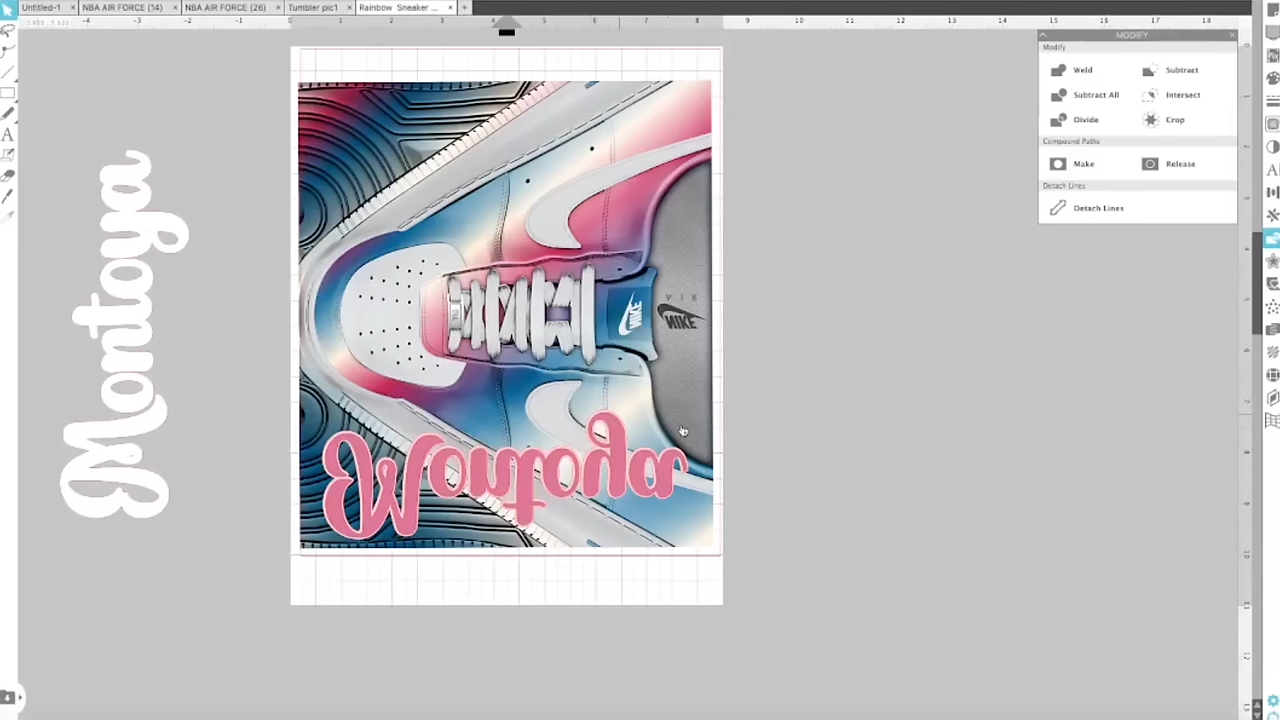 Untitled-1
NBA AIR FORCE (14)
NBA AIR FORCE (26)
Tumbler pic1
Rainbow Sneaker ...
MODIFY
Modify
Weld
Subtract
Subtract All
Intersect
Divide
Crop
Compound Paths
Make
Release
Detach Lines
Detach Lines
Montoya
NIKE
AIR
NIKE
Montoya